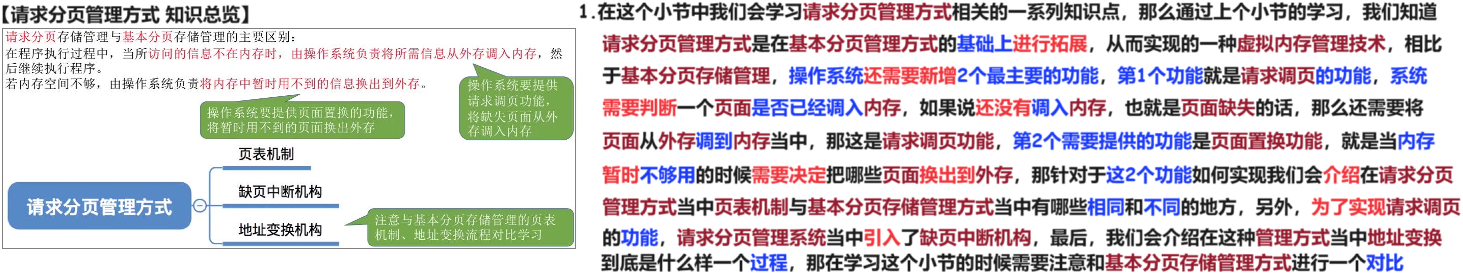 【请求分页管理方式 知识总览】
请求分页存储管理与基本分页存储管理的主要区别:
在程序执行过程中，当所访问的信息不在内存时，由操作系统负责将所需信息从外存调入内存，然
后继续执行程序。
若内存空间不够，由操作系统负责将内存中暂时用不到的信息换出到外存。
操作系统要提供
请求调页功能，
将缺失页面从外
存调入内存
操作系统要提供页面置换的功能，
将暂时用不到的页面换出外存
请求分页管理方式
页表机制
缺页中断机构
地址变换机构
注意与基本分页存储管理的页表
机制、地址变换流程对比学习
1.在这个小节中我们会学习请求分页管理方式相关的一系列知识点，那么通过上个小节的学习，我们知道
请求分页管理方式是在基本分页管理方式的基础上进行拓展，从而实现的一种虚拟内存管理技术，相比
于基本分页存储管理，操作系统还需要新增2个最主要的功能，第1个功能就是请求调页的功能，系统
需要判断一个页面是否已经调入内存，如果说还没有调入内存，也就是页面缺失的话，那么还需要将
页面从外存调到内存当中，那这是请求调页功能，第2个需要提供的功能是页面置换功能，就是当内存
暂时不够用的时候需要决定把哪些页面换出到外存，那针对于这2个功能如何实现我们会介绍在请求分页
管理方式当中页表机制与基本分页存储管理方式当中有哪些相同和不同的地方，另外，为了实现请求调页
的功能，请求分页管理系统当中引入了缺页中断机构，最后，我们会介绍在这种管理方式当中地址变换
到底是什么样一个过程，那在学习这个小节的时候需要注意和基本分页存储管理方式进行一个对比